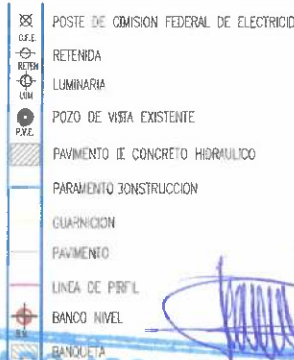 POSTE DE COMISION FEDERAL DE ELECTRICID
C.F.E.
RETENIDA
RETEN
LUMINARIA
LUM
POZO DE VISTA EXISTENTE
P.V.E.
PAVIMENTO DE CONCRETO HIDRAULICO
PARAMENTO CONSTRUCCION
GUARNICION
PAVIMENTO
LINEA DE PERFIL
BANCO NIVEL
B.N.
BANQUETA